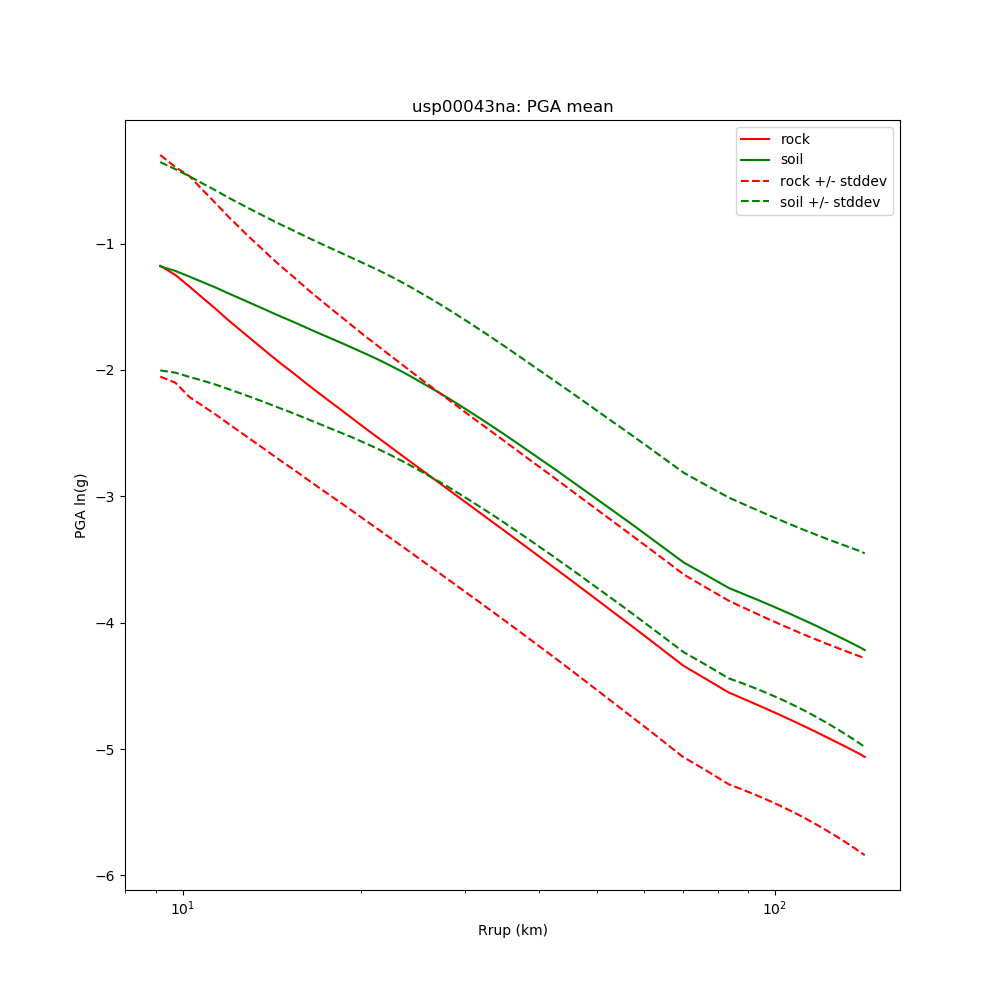 usp00043na: PGA mean
rock
soil
rock +/- stddev
soil +/- stddev
PGA ln(g)
−1
−2
−3
−4
−5
−6
10¹
10²
Rrup (km)